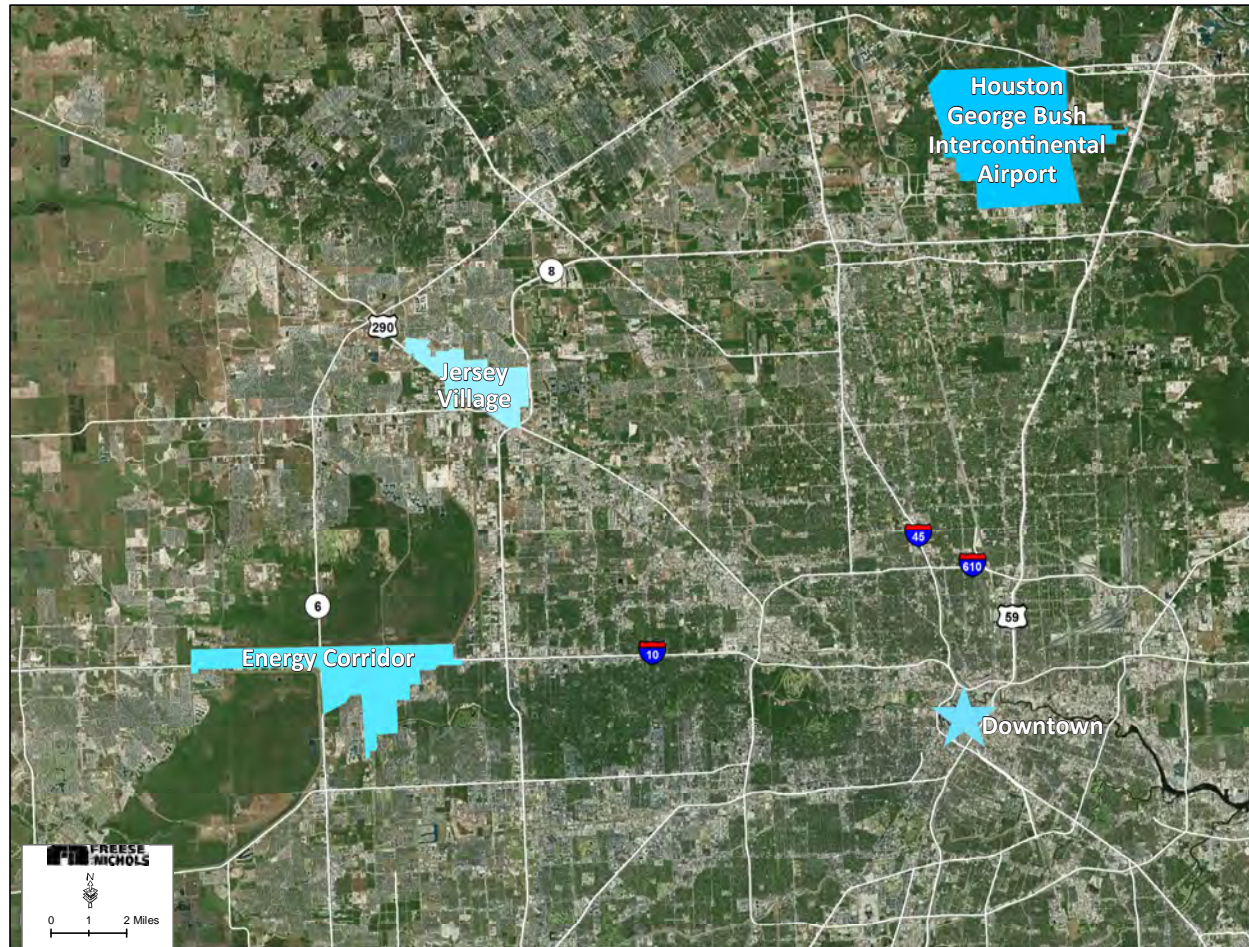 Houston
George Bush
Intercontinental
Airport
8
290
Jersey
Village
45
610
6
59
Energy Corridor
10
Downtown
FREESE
NICHOLS
N
0 1 2 Miles